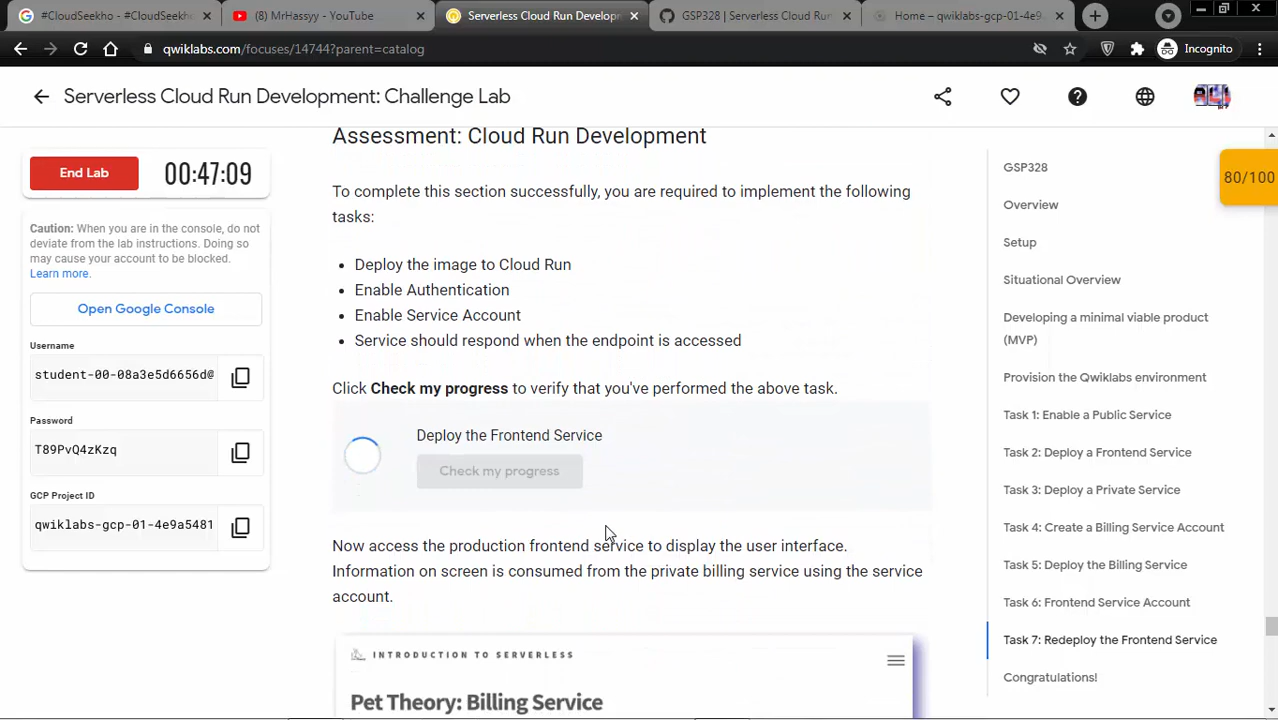 #CloudSeekho - #CloudSeekho
(8) MrHassyy - YouTube
Serverless Cloud Run Develop
GSP328 | Serverless Cloud Run
Home – qwiklabs-gcp-01-4e9
qwiklabs.com/focuses/14744?parent=catalog
Incognito
Serverless Cloud Run Development: Challenge Lab
End Lab
00:47:09
Caution: When you are in the console, do not
deviate from the lab instructions. Doing so
may cause your account to be blocked.
Learn more.
Open Google Console
Username
student-00-08a3e5d6656d@
Password
T89PvQ4zKzq
GCP Project ID
qwiklabs-gcp-01-4e9a5481
Assessment: Cloud Run Development
To complete this section successfully, you are required to implement the following
tasks:
• Deploy the image to Cloud Run
• Enable Authentication
• Enable Service Account
• Service should respond when the endpoint is accessed
Click Check my progress to verify that you've performed the above task.
Deploy the Frontend Service
Check my progress
Now access the production frontend service to display the user interface.
Information on screen is consumed from the private billing service using the service
account.
INTRODUCTION TO SERVERLESS
Pet Theory: Billing Service
GSP328
Overview
Setup
Situational Overview
Developing a minimal viable product
(MVP)
Provision the Qwiklabs environment
Task 1: Enable a Public Service
Task 2: Deploy a Frontend Service
Task 3: Deploy a Private Service
Task 4: Create a Billing Service Account
Task 5: Deploy the Billing Service
Task 6: Frontend Service Account
Task 7: Redeploy the Frontend Service
Congratulations!
80/100